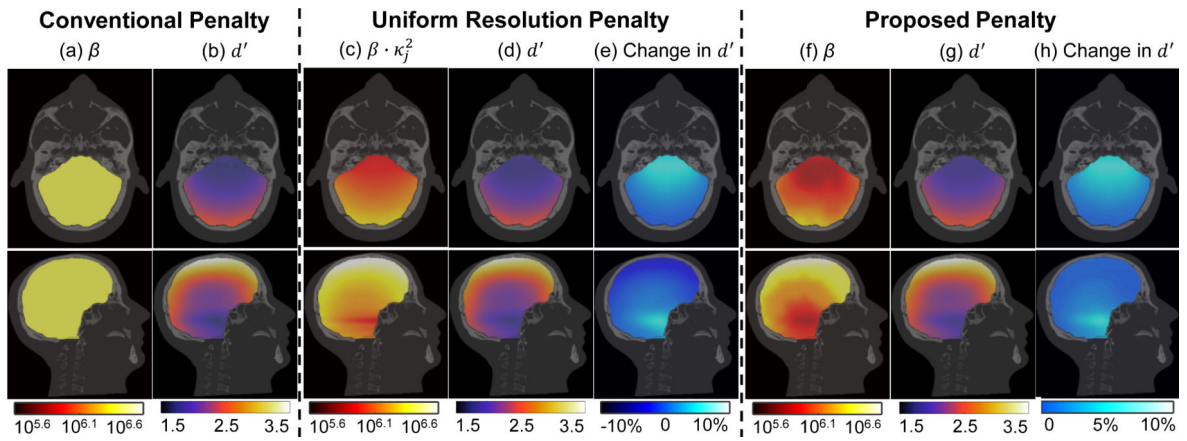 Conventional Penalty
Uniform Resolution Penalty
Proposed Penalty
(a) β
(b) d′
(c) β · κ_j^2
(d) d′
(e) Change in d′
(f) β
(g) d′
(h) Change in d′
10^5.6 10^6.1 10^6.6
1.5 2.5 3.5
10^5.6 10^6.1 10^6.6
1.5 2.5 3.5
-10% 0 10%
10^5.6 10^6.1 10^6.6
1.5 2.5 3.5
0 5% 10%